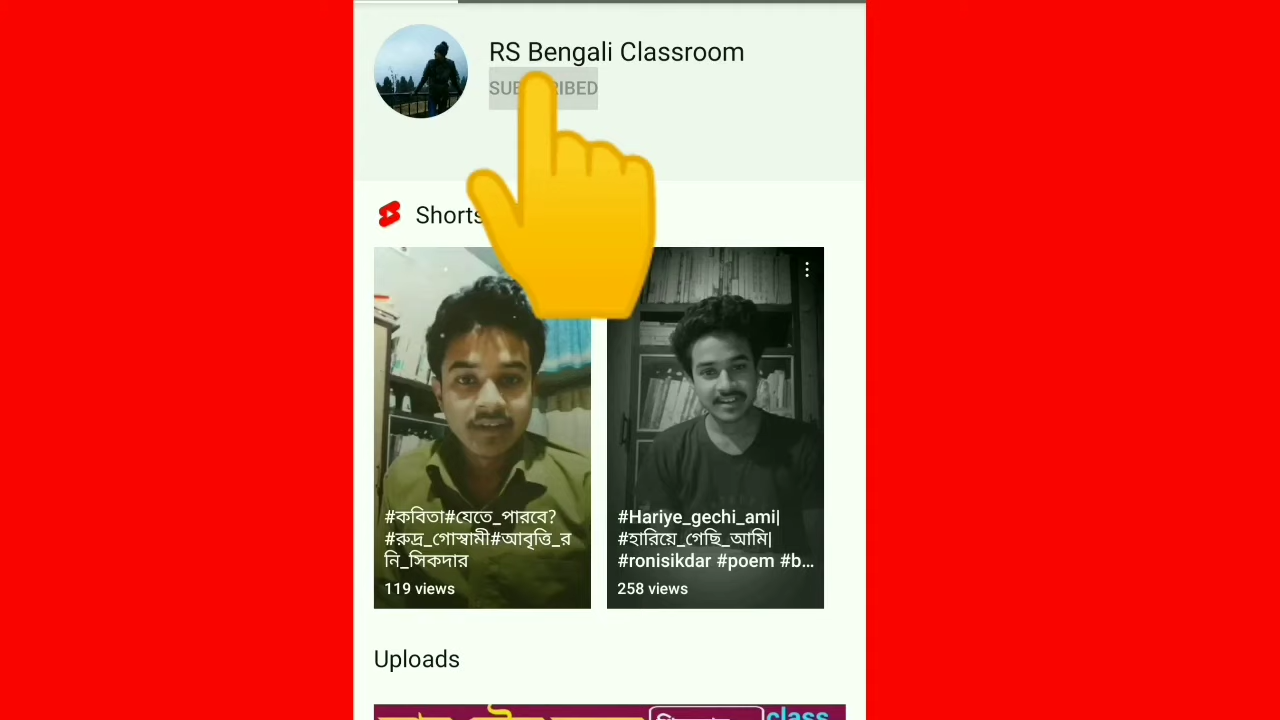 RS Bengali Classroom
SUBSCRIBED
Shorts
#কবিতা#যেতে_পারবে?
#রুদ্র_গোস্বামী#আবৃত্তি_র
নি_সিকদার
119 views
#Hariye_gechi_ami|
#হারিয়ে_গেছি_আমি|
#ronisikdar #poem #b...
258 views
Uploads
class